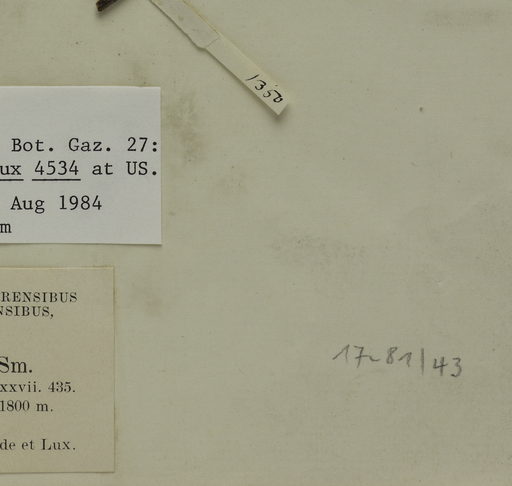 1350
Bot. Gaz. 27:
ux 4534 at US.
Aug 1984
m
RENSIBUS
NSIBUS,
Sm.
xxvii. 435.
1800 m.
de et Lux.
17-81/43